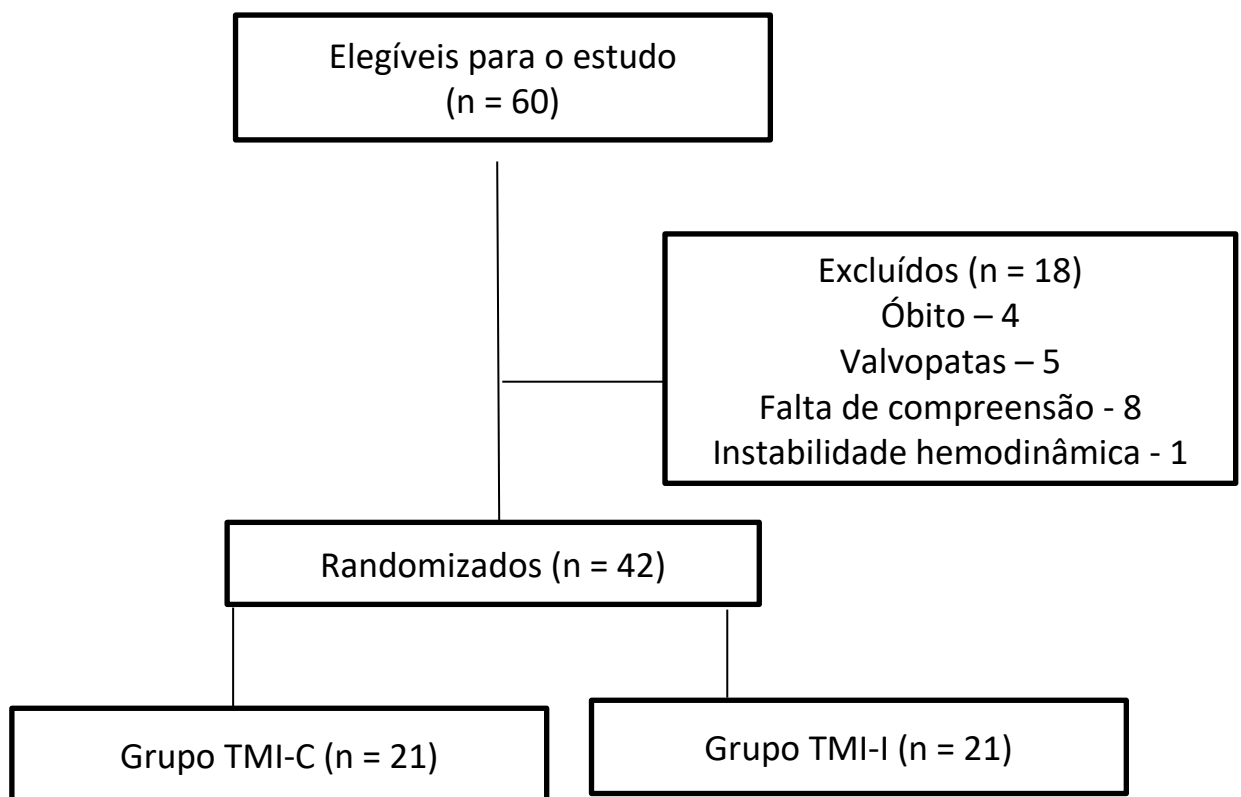 Elegíveis para o estudo
(n = 60)
Excluídos (n = 18)
Óbito – 4
Valvopatas – 5
Falta de compreensão - 8
Instabilidade hemodinâmica - 1
Randomizados (n = 42)
Grupo TMI-C (n = 21)
Grupo TMI-I (n = 21)